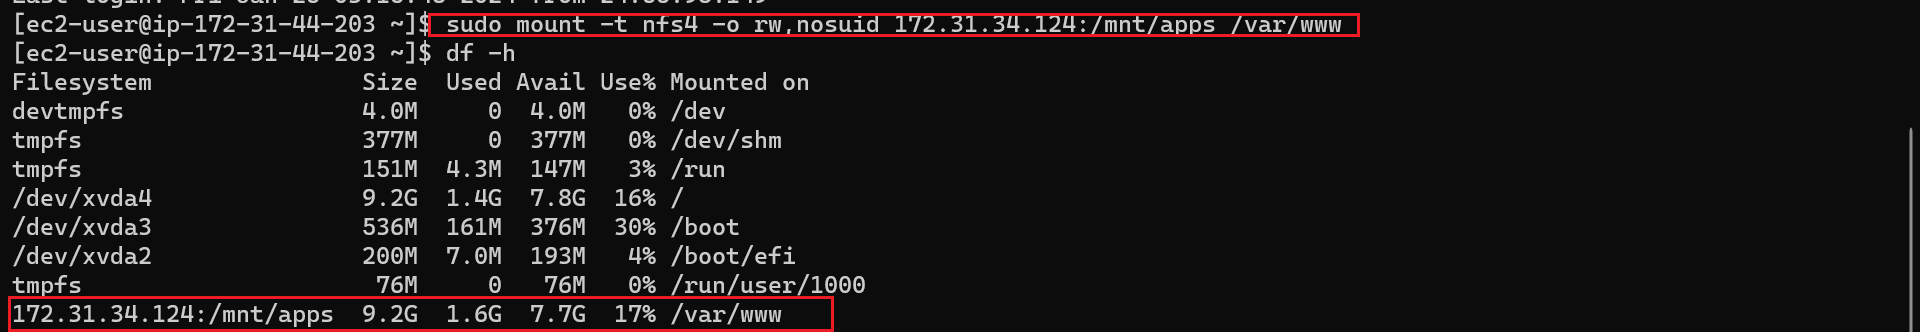 [ec2-user@ip-172-31-44-203 ~]$ sudo mount -t nfs4 -o rw,nosuid 172.31.34.124:/mnt/apps /var/www
[ec2-user@ip-172-31-44-203 ~]$ df -h
Filesystem               Size  Used Avail Use% Mounted on
devtmpfs                 4.0M     0  4.0M   0% /dev
tmpfs                    377M     0  377M   0% /dev/shm
tmpfs                    151M  4.3M  147M   3% /run
/dev/xvda4               9.2G  1.4G  7.8G  16% /
/dev/xvda3               536M  161M  376M  30% /boot
/dev/xvda2               200M  7.0M  193M   4% /boot/efi
tmpfs                     76M     0   76M   0% /run/user/1000
172.31.34.124:/mnt/apps  9.2G  1.6G  7.7G  17% /var/www